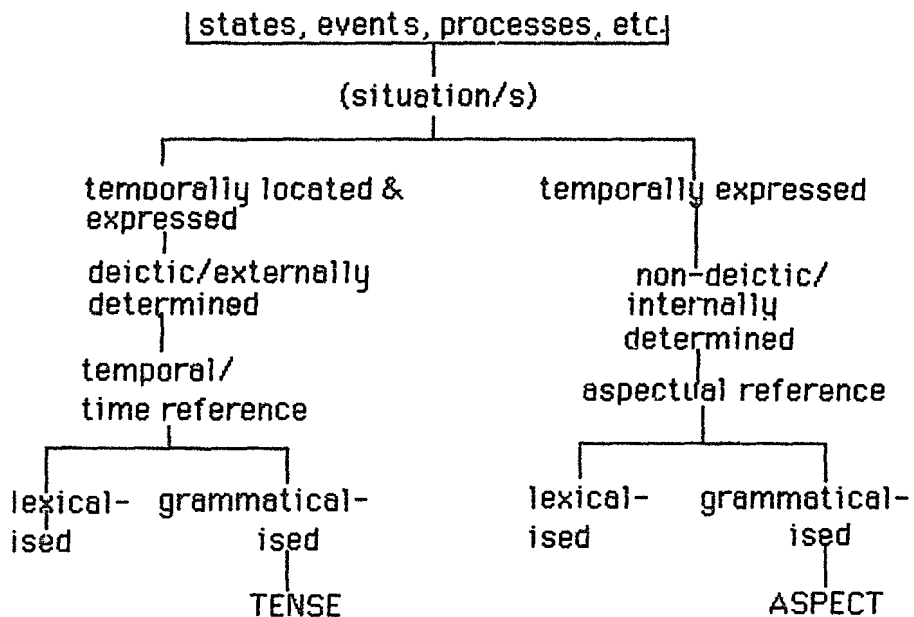 states, events, processes, etc.
(situation/s)
temporally located &
expressed
deictic/externally
determined
temporal/
time reference
lexical-
ised
grammatical-
ised
TENSE
temporally expressed
non-deictic/
internally
determined
aspectual reference
lexical-
ised
grammatical-
ised
ASPECT